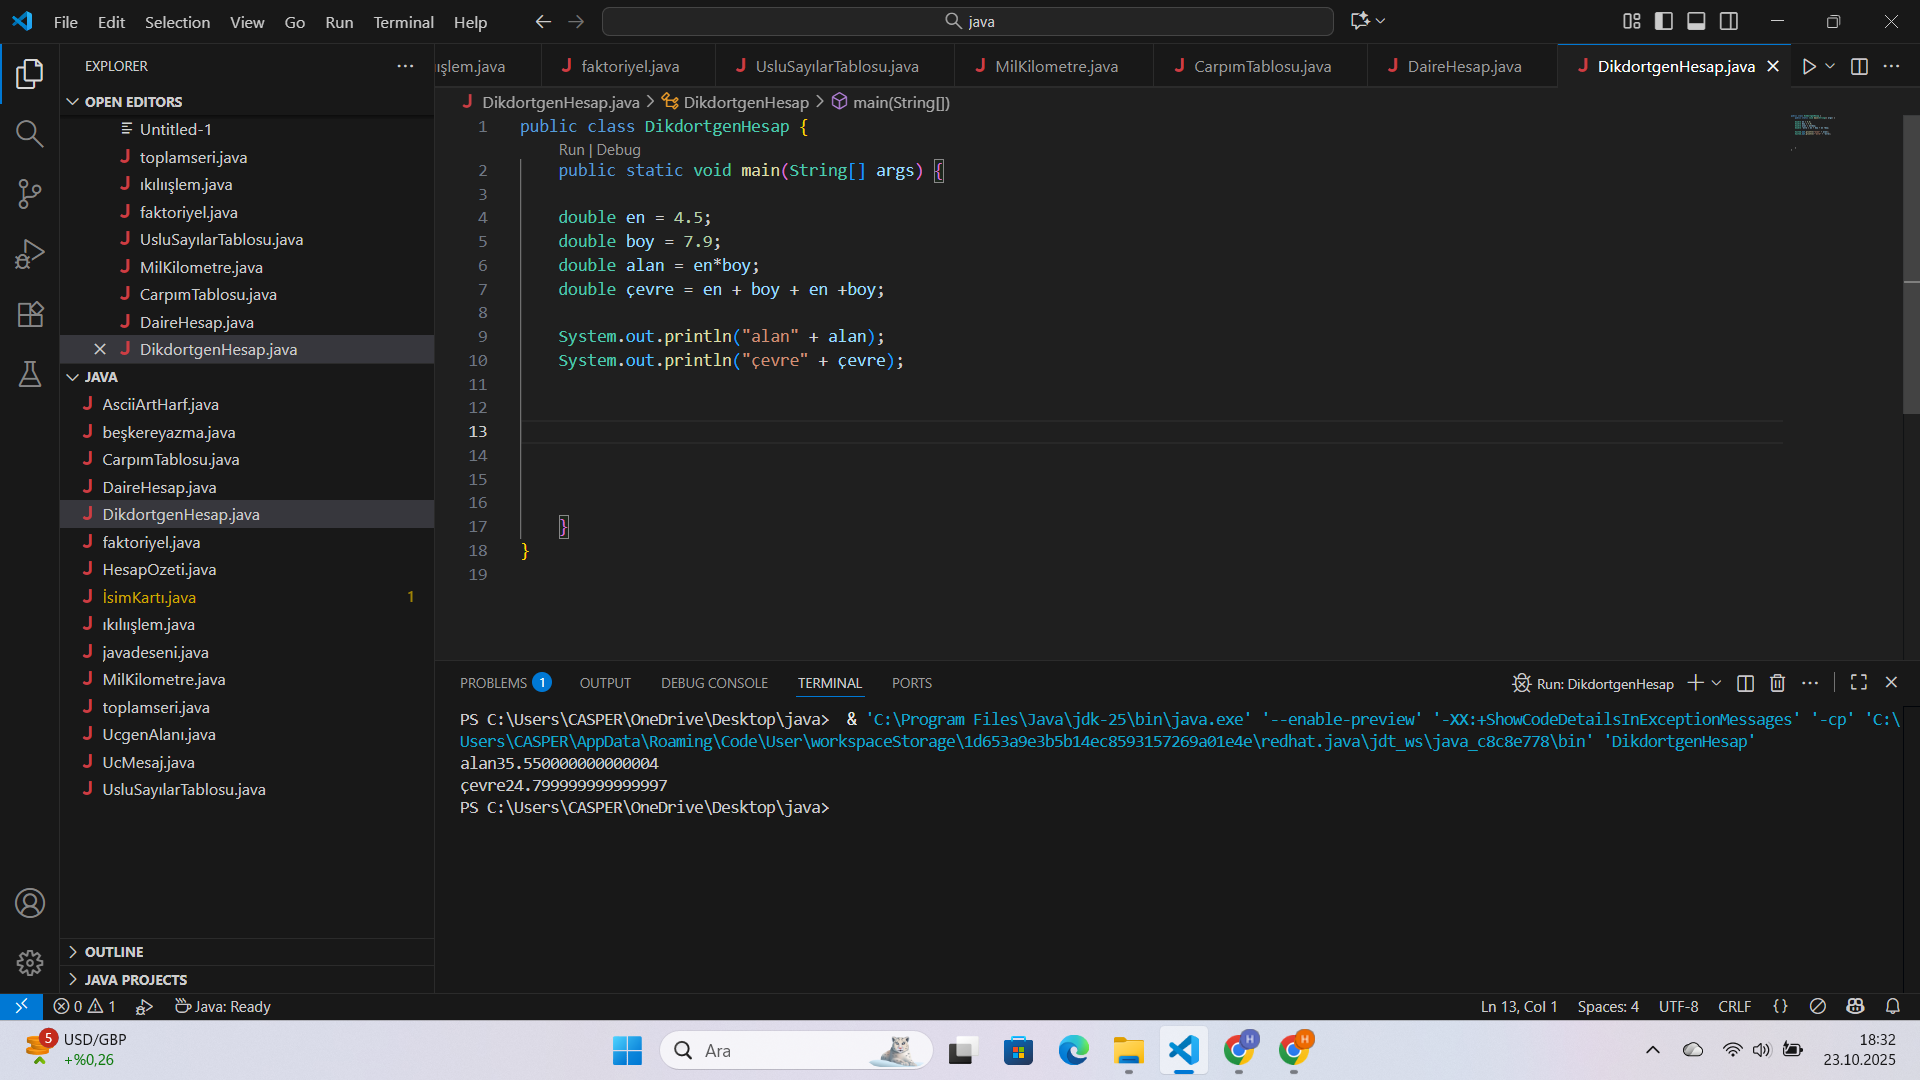 File Edit Selection View Go Run Terminal Help
java
EXPLORER
OPEN EDITORS
Untitled-1
toplamseri.java
ıkılıışlem.java
faktoriyel.java
UsluSayılarTablosu.java
MilKilometre.java
CarpımTablosu.java
DaireHesap.java
DikdortgenHesap.java
JAVA
AsciiArtHarf.java
beşkereyazma.java
CarpımTablosu.java
DaireHesap.java
DikdortgenHesap.java
faktoriyel.java
HesapOzeti.java
İsimKartı.java 1
ıkılıışlem.java
javadeseni.java
MilKilometre.java
toplamseri.java
UcgenAlanı.java
UcMesaj.java
UsluSayılarTablosu.java
OUTLINE
JAVA PROJECTS
ışlem.java faktoriyel.java UsluSayılarTablosu.java MilKilometre.java CarpımTablosu.java DaireHesap.java DikdortgenHesap.java
DikdortgenHesap.java > DikdortgenHesap > main(String[])
1 public class DikdortgenHesap {
Run | Debug
2 public static void main(String[] args) {
3
4 double en = 4.5;
5 double boy = 7.9;
6 double alan = en*boy;
7 double çevre = en + boy + en +boy;
8
9 System.out.println("alan" + alan);
10 System.out.println("çevre" + çevre);
11
12
13
14
15
16
17 }
18 }
19
PROBLEMS 1 OUTPUT DEBUG CONSOLE TERMINAL PORTS
Run: DikdortgenHesap
PS C:\Users\CASPER\OneDrive\Desktop\java> & 'C:\Program Files\Java\jdk-25\bin\java.exe' '--enable-preview' '-XX:+ShowCodeDetailsInExceptionMessages' '-cp' 'C:\
Users\CASPER\AppData\Roaming\Code\User\workspaceStorage\1d653a9e3b5b14ec8593157269a01e4e\redhat.java\jdt_ws\java_c8c8e778\bin' 'DikdortgenHesap'
alan35.550000000000004
çevre24.799999999999997
PS C:\Users\CASPER\OneDrive\Desktop\java>
0 1 Java: Ready
Ln 13, Col 1 Spaces: 4 UTF-8 CRLF {}
5 USD/GBP
+%0,26
Ara
H
H
18:32
23.10.2025